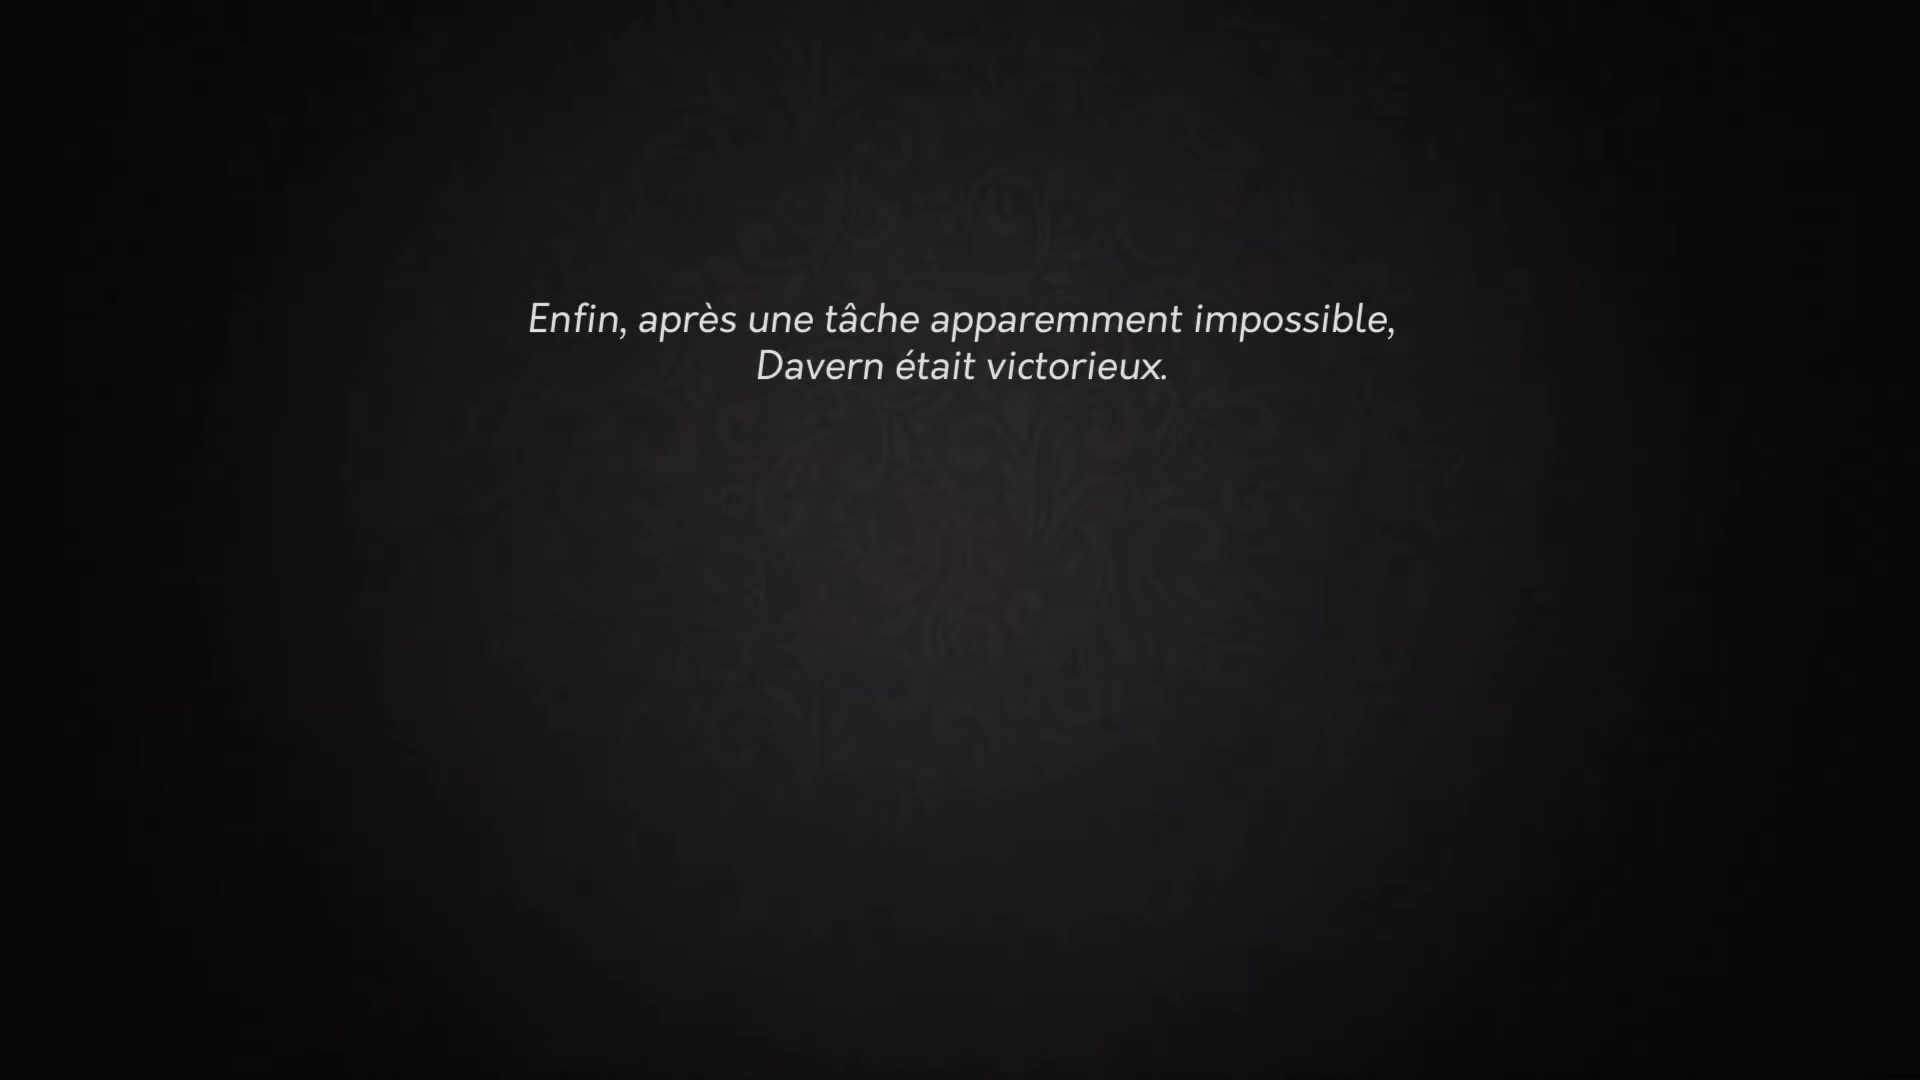 Enfin, après une tâche apparemment impossible,
Davern était victorieux.